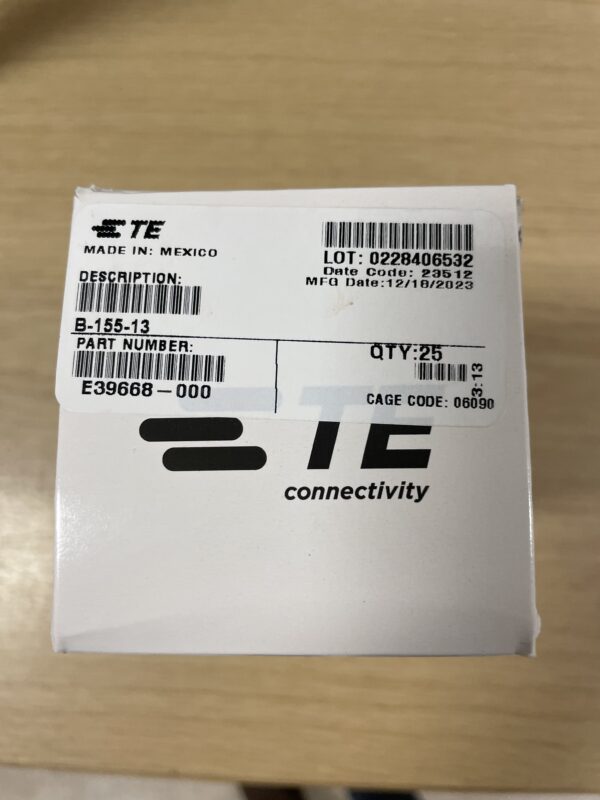 TE
MADE IN: MEXICO
LOT: 0228406532
Date Code: 23512
MFG Date:12/18/2023
DESCRIPTION:
B-155-13
PART NUMBER:
E39668-000
QTY:25
3:13
CAGE CODE: 06090
TE
connectivity